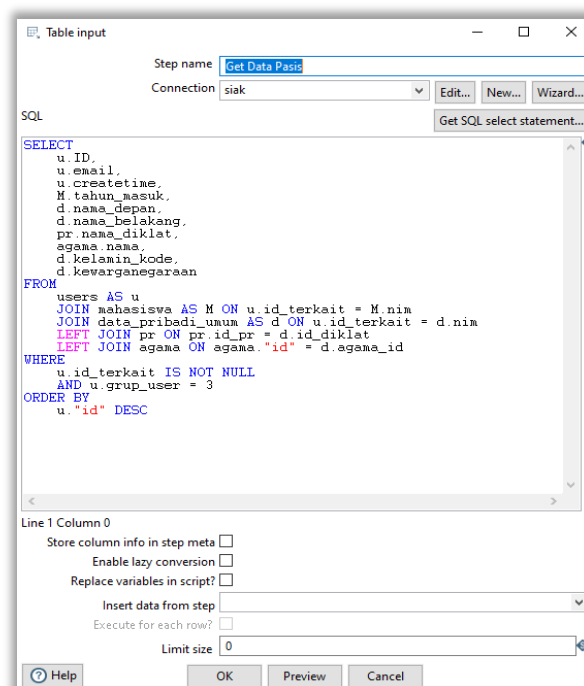 Table input
Step name Get Data Pasis
Connection siak Edit... New... Wizard...
SQL Get SQL select statement...
SELECT
u.ID,
u.email,
u.createtime,
M.tahun_masuk,
d.nama_depan,
d.nama_belakang,
pr.nama_diklat,
agama.nama,
d.kelamin_kode,
d.kewarganegaraan
FROM
users AS u
JOIN mahasiswa AS M ON u.id_terkait = M.nim
JOIN data_pribadi_umum AS d ON u.id_terkait = d.nim
LEFT JOIN pr ON pr.id_pr = d.id_diklat
LEFT JOIN agama ON agama."id" = d.agama_id
WHERE
u.id_terkait IS NOT NULL
AND u.grup_user = 3
ORDER BY
u."id" DESC
Line 1 Column 0
Store column info in step meta
Enable lazy conversion
Replace variables in script?
Insert data from step
Execute for each row?
Limit size 0
Help OK Preview Cancel